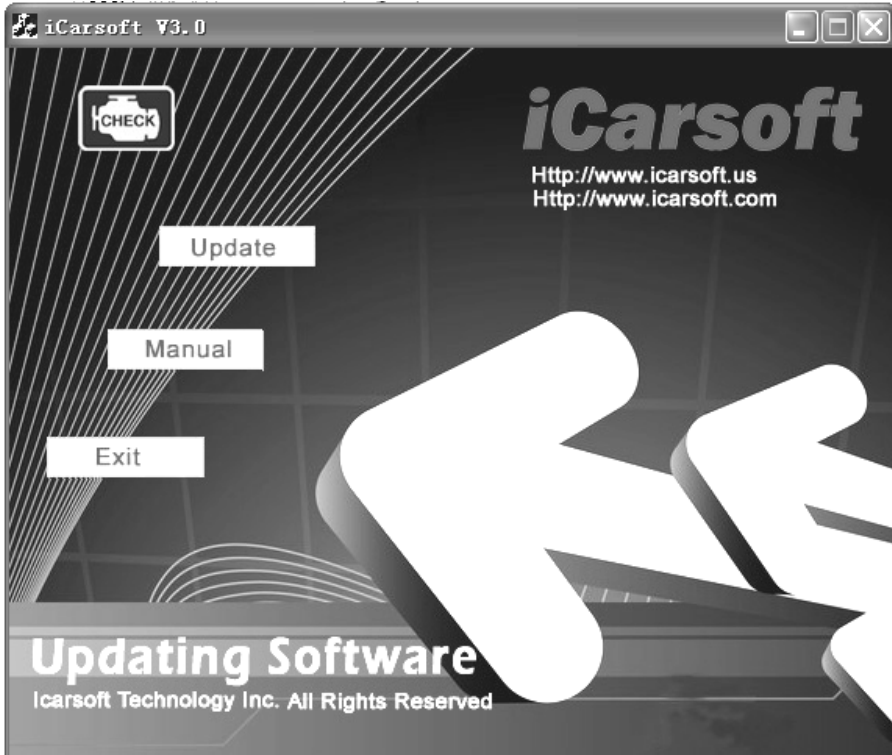 iCarsoft V3.0
CHECK
iCarsoft
Http://www.icarsoft.us
Http://www.icarsoft.com
Update
Manual
Exit
Updating Software
Icarsoft Technology Inc. All Rights Reserved